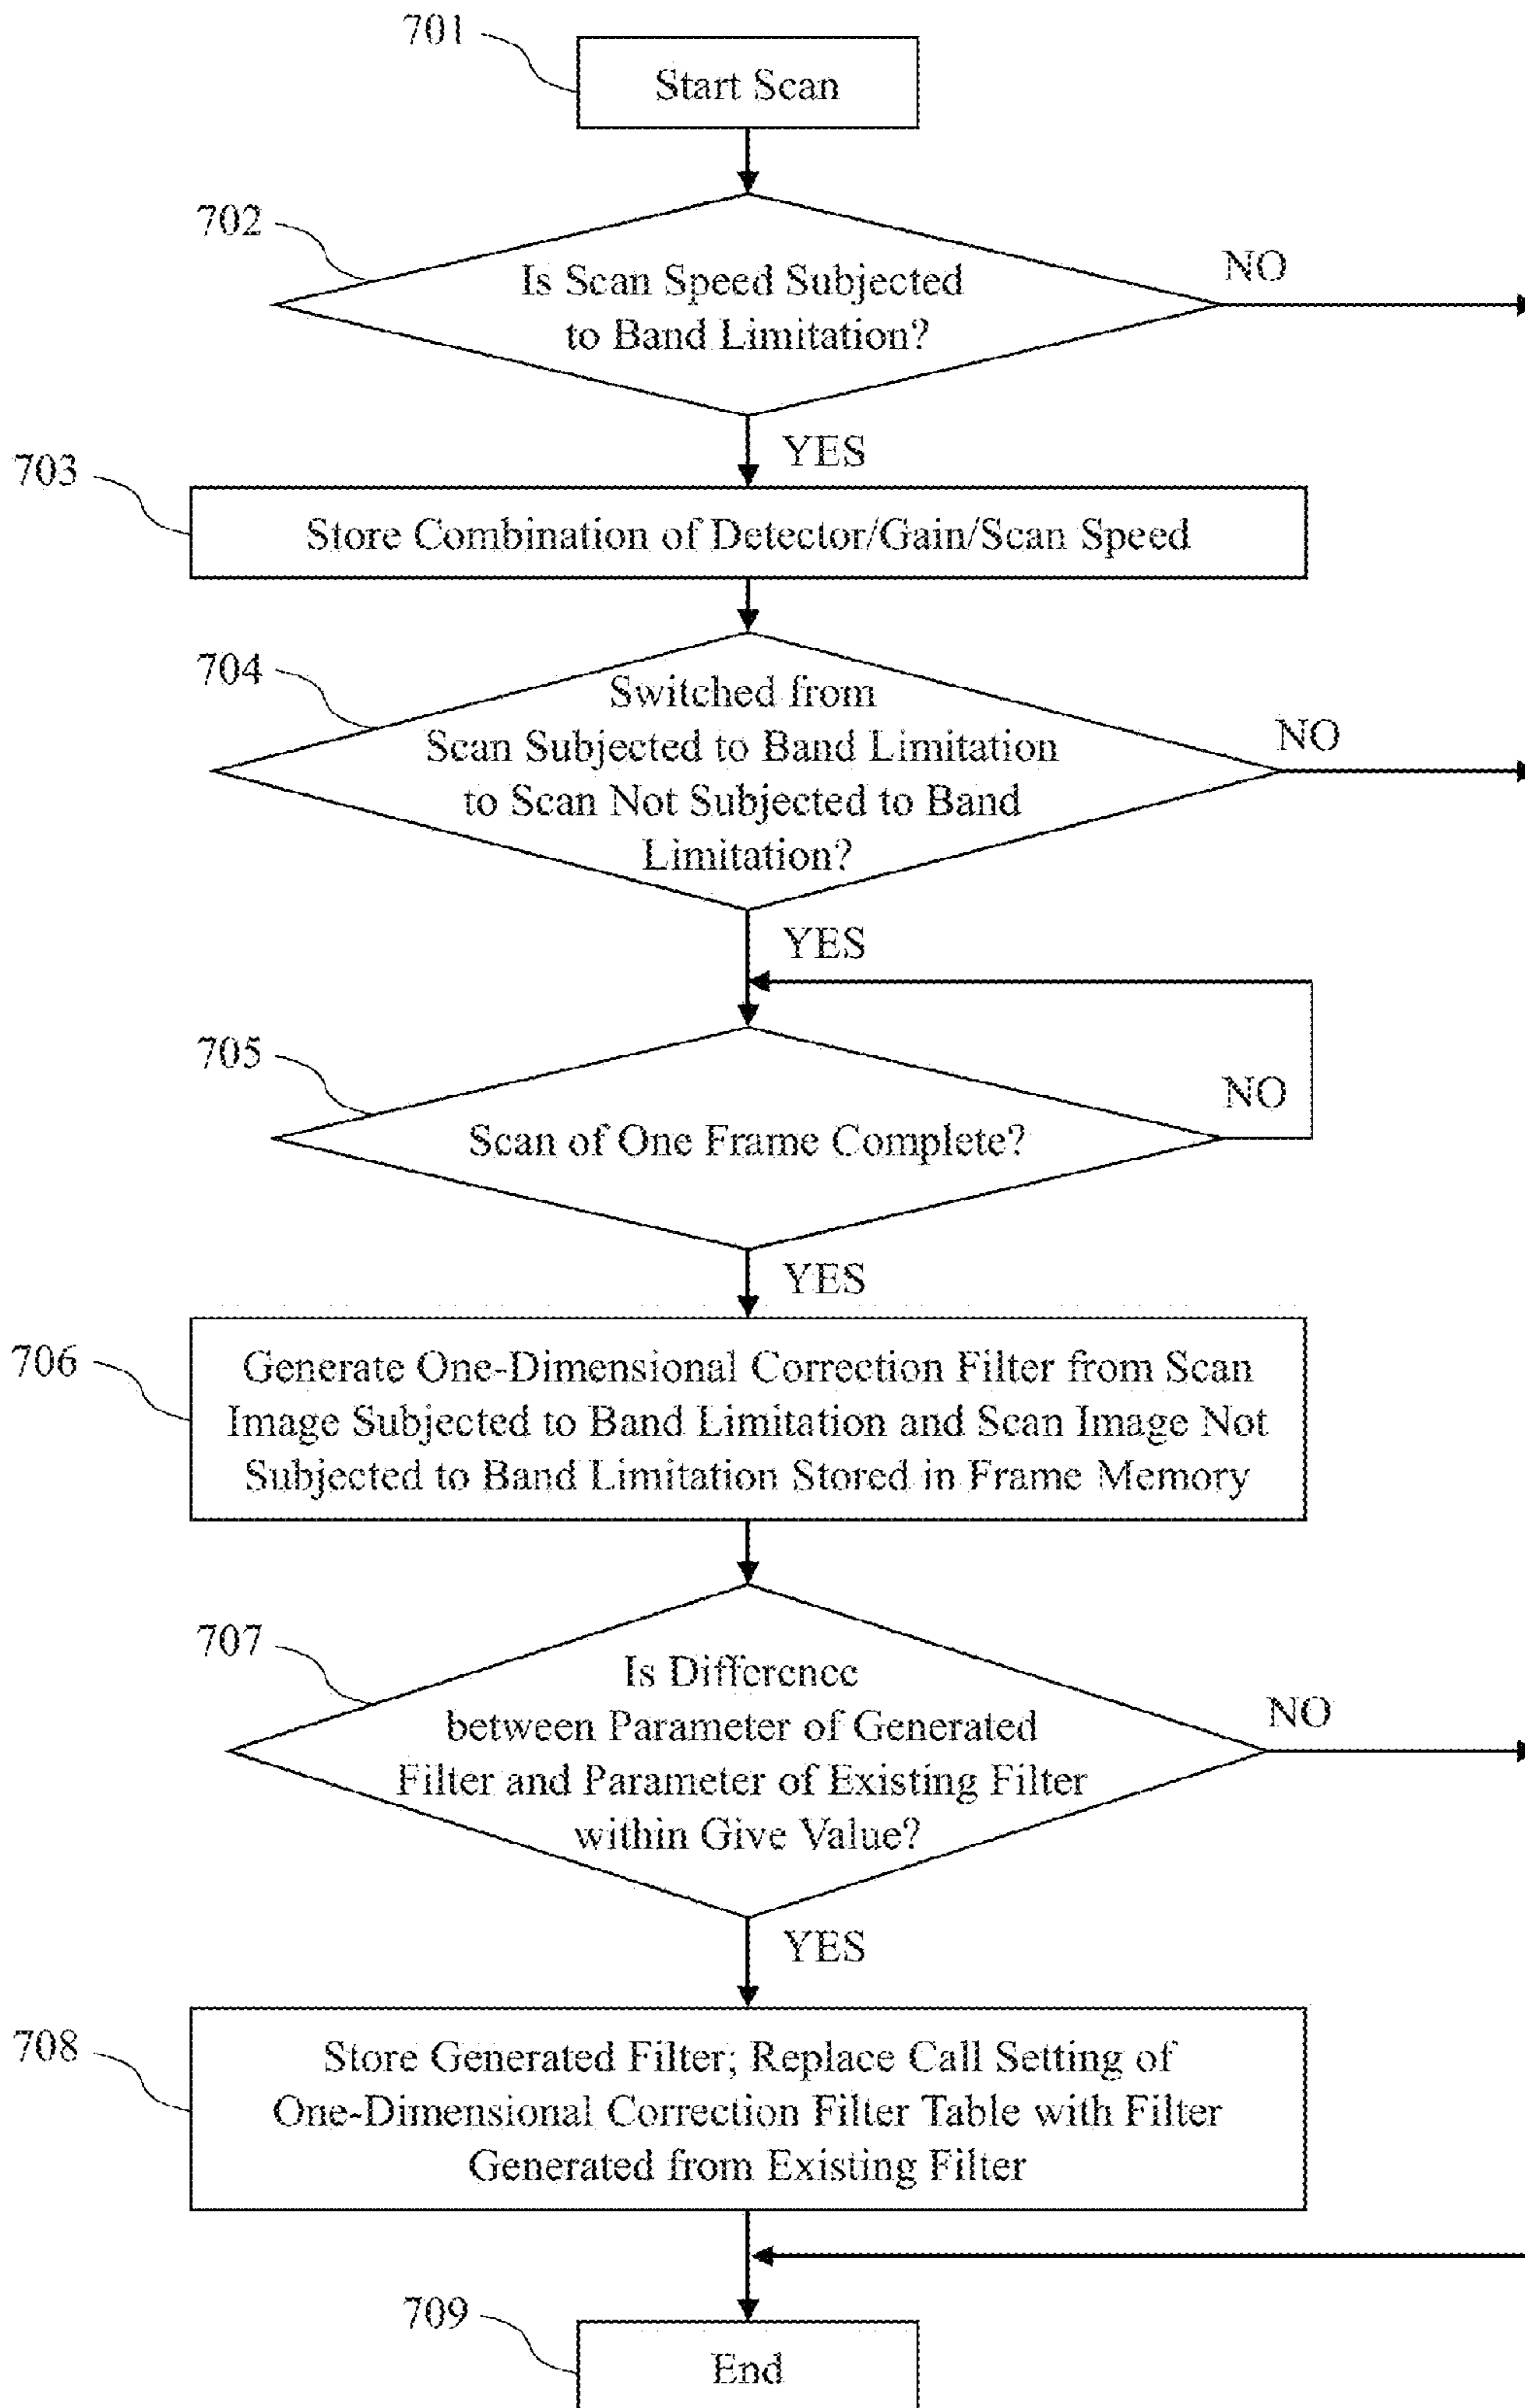 701
Start Scan
702
Is Scan Speed Subjected
to Band Limitation?
NO
YES
703
Store Combination of Detector/Gain/Scan Speed
704
Switched from
Scan Subjected to Band Limitation
to Scan Not Subjected to Band
Limitation?
NO
YES
705
Scan of One Frame Complete?
NO
YES
706
Generate One-Dimensional Correction Filter from Scan
Image Subjected to Band Limitation and Scan Image Not
Subjected to Band Limitation Stored in Frame Memory
707
Is Difference
between Parameter of Generated
Filter and Parameter of Existing Filter
within Give Value?
NO
YES
708
Store Generated Filter; Replace Call Setting of
One-Dimensional Correction Filter Table with Filter
Generated from Existing Filter
709
End